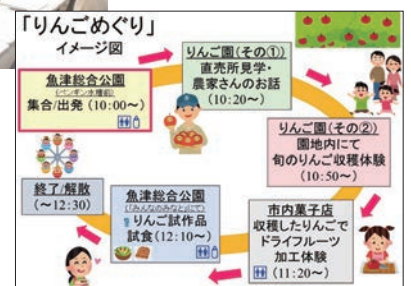 「りんごめぐり」
イメージ図
魚津総合公園
(ペンギン水槽前)
集合/出発(10:00～)
りんご園(その①)
直売所見学・
農家さんのお話
(10:20～)
りんご園(その②)
園地内にて
旬のりんご収穫体験
(10:50～)
市内菓子店
収穫したりんごで
ドライフルーツ
加工体験
(11:20～)
魚津総合公園
(「みんなのみなと」にて)
りんご試作品
試食(12:10～)
終了/解散
(～12:30)